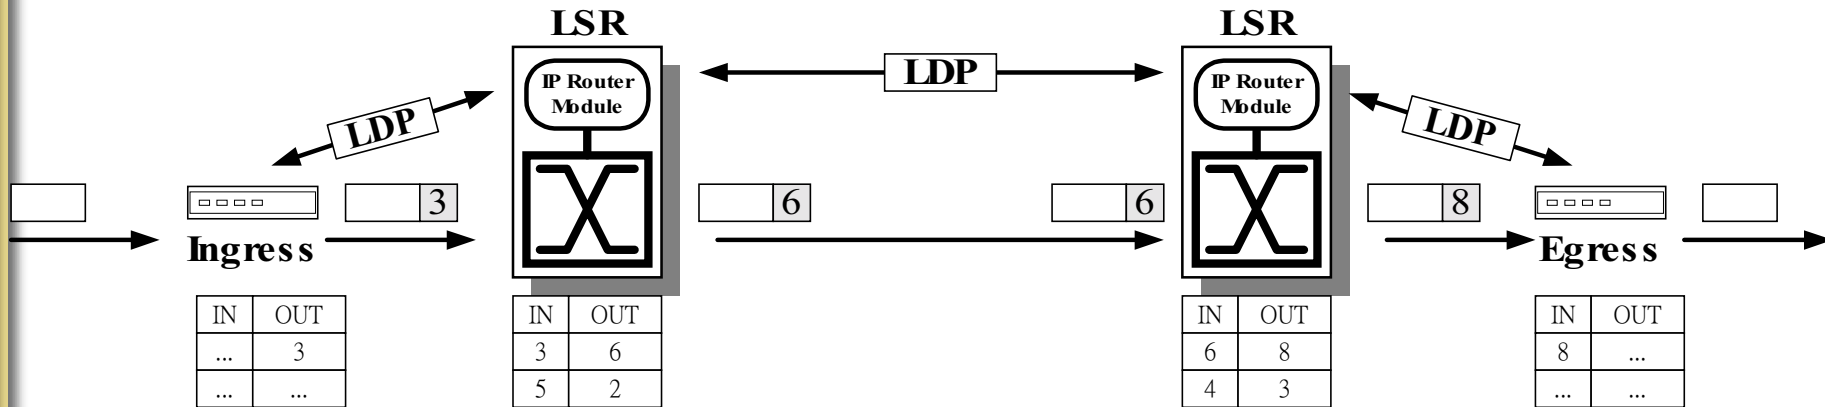 LSR
LSR
IP Router
Module
LDP
IP Router
Module
LDP
LDP
3
6
6
8
Ingress
Egress
IN OUT
... 3
... ...
IN OUT
3 6
5 2
IN OUT
6 8
4 3
IN OUT
8 ...
... ...